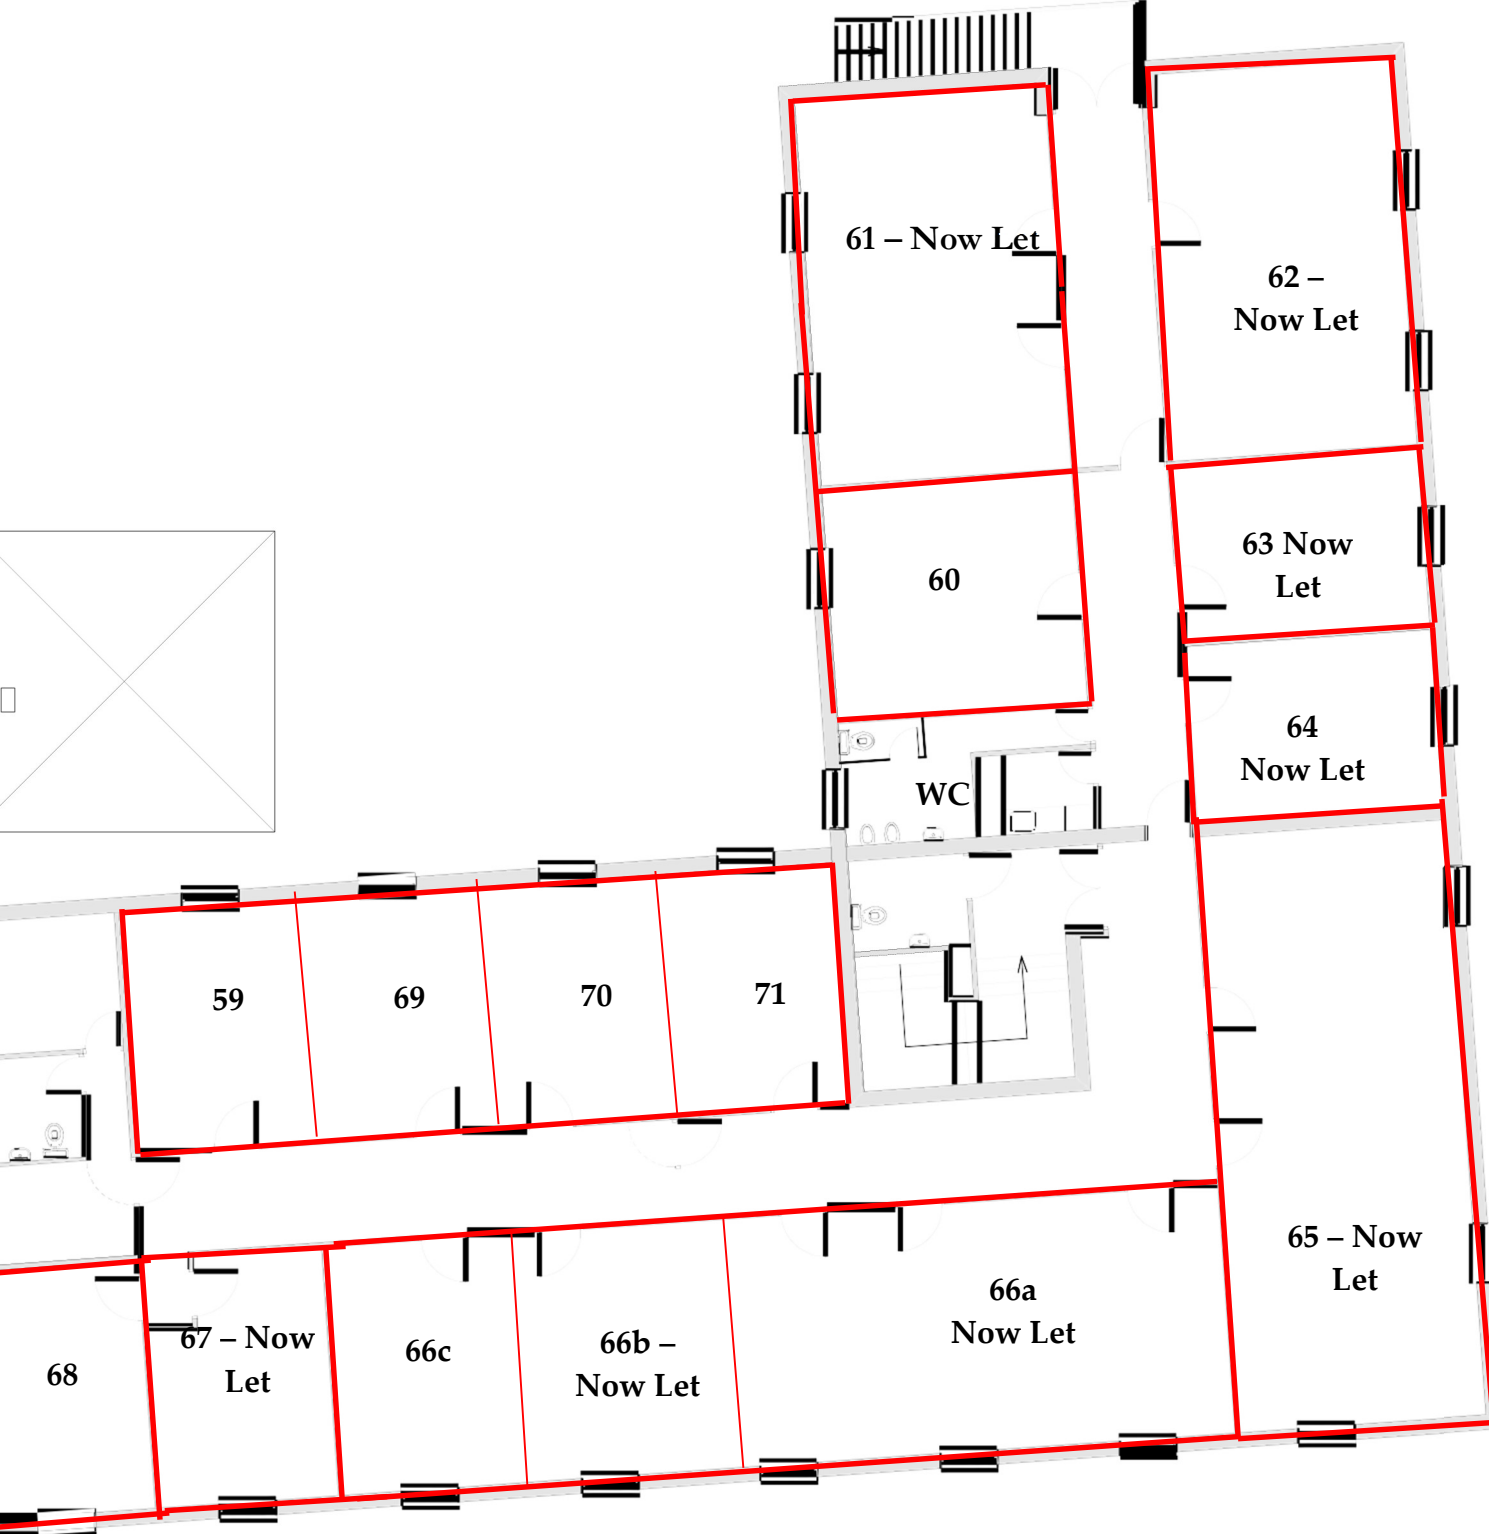 61 – Now Let
62 –
Now Let
63 Now
Let
60
64
Now Let
WC
59
69
70
71
65 – Now
Let
66a
Now Let
66b –
Now Let
66c
67 – Now
Let
68